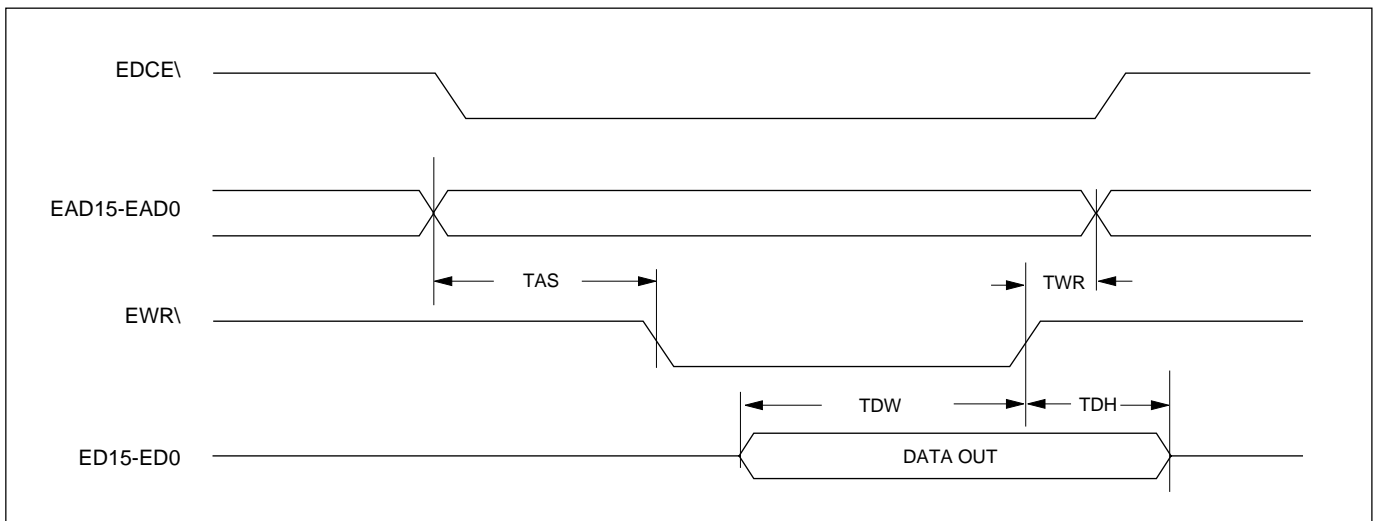 EDCE\
EAD15-EAD0
TAS
TWR
EWR\
TDW
TDH
ED15-ED0
DATA OUT